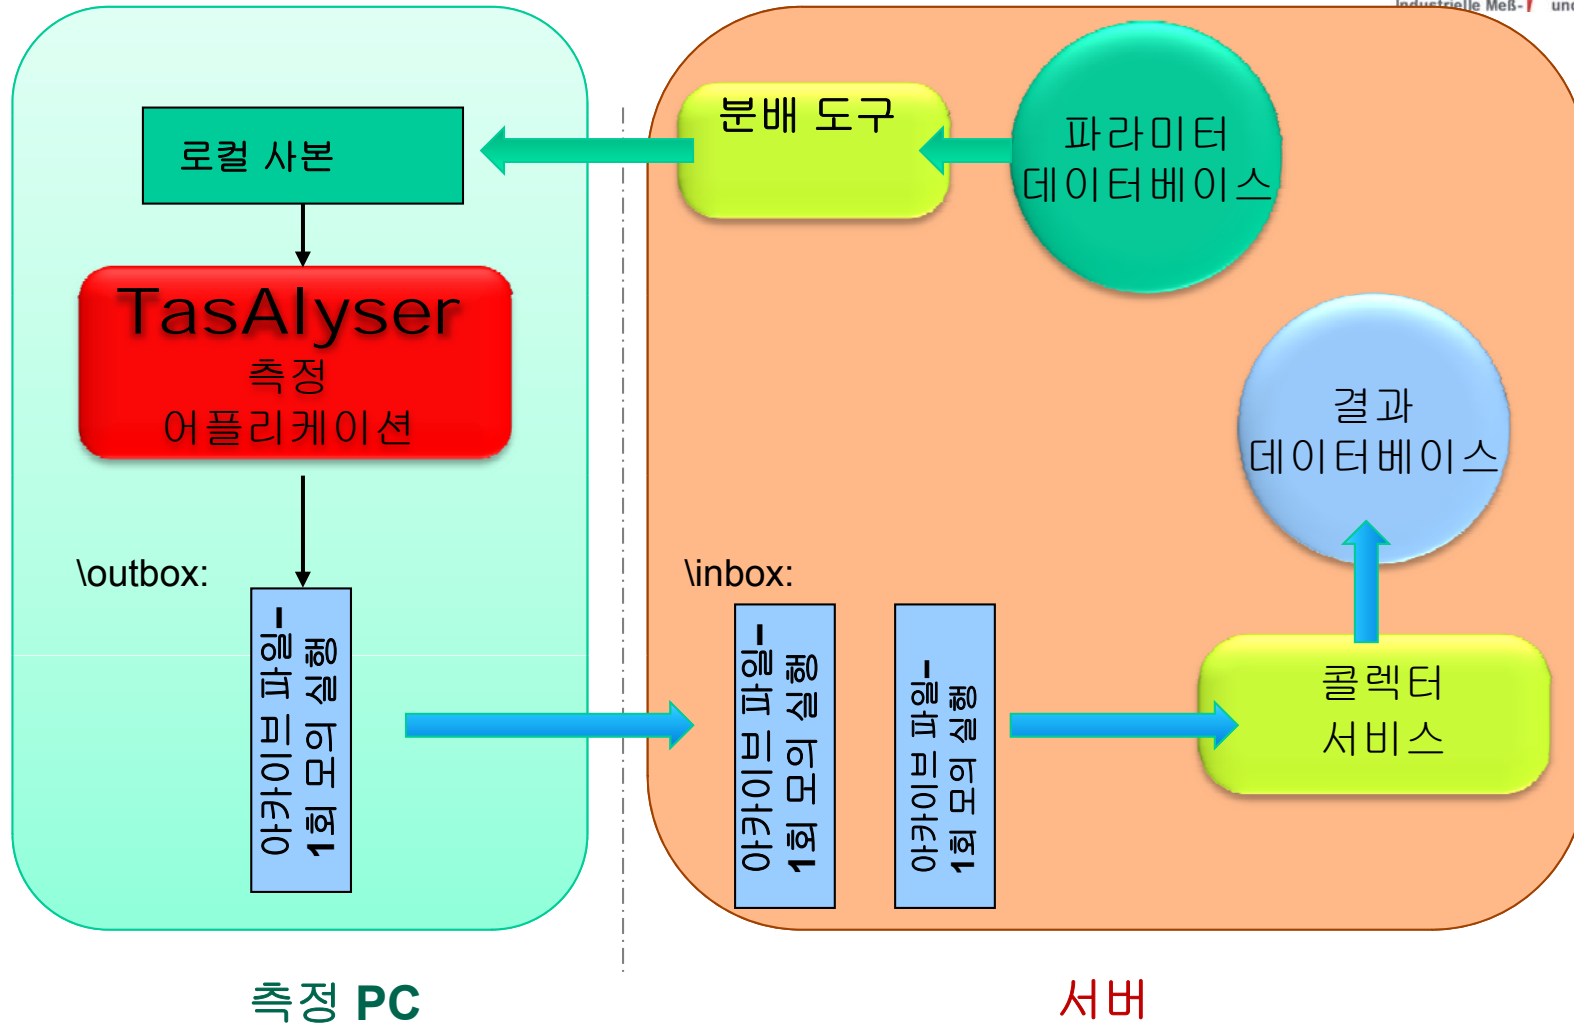 Industrielle Meß-
로컬 사본
분배 도구
파라미터
데이터베이스
TasAlyser
측정
어플리케이션
결과
데이터베이스
\outbox:
\inbox:
아카이브 파일-
1회 모의 실행
아카이브 파일-
1회 모의 실행
아카이브 파일-
1회 모의 실행
콜렉터
서비스
측정 PC
서버